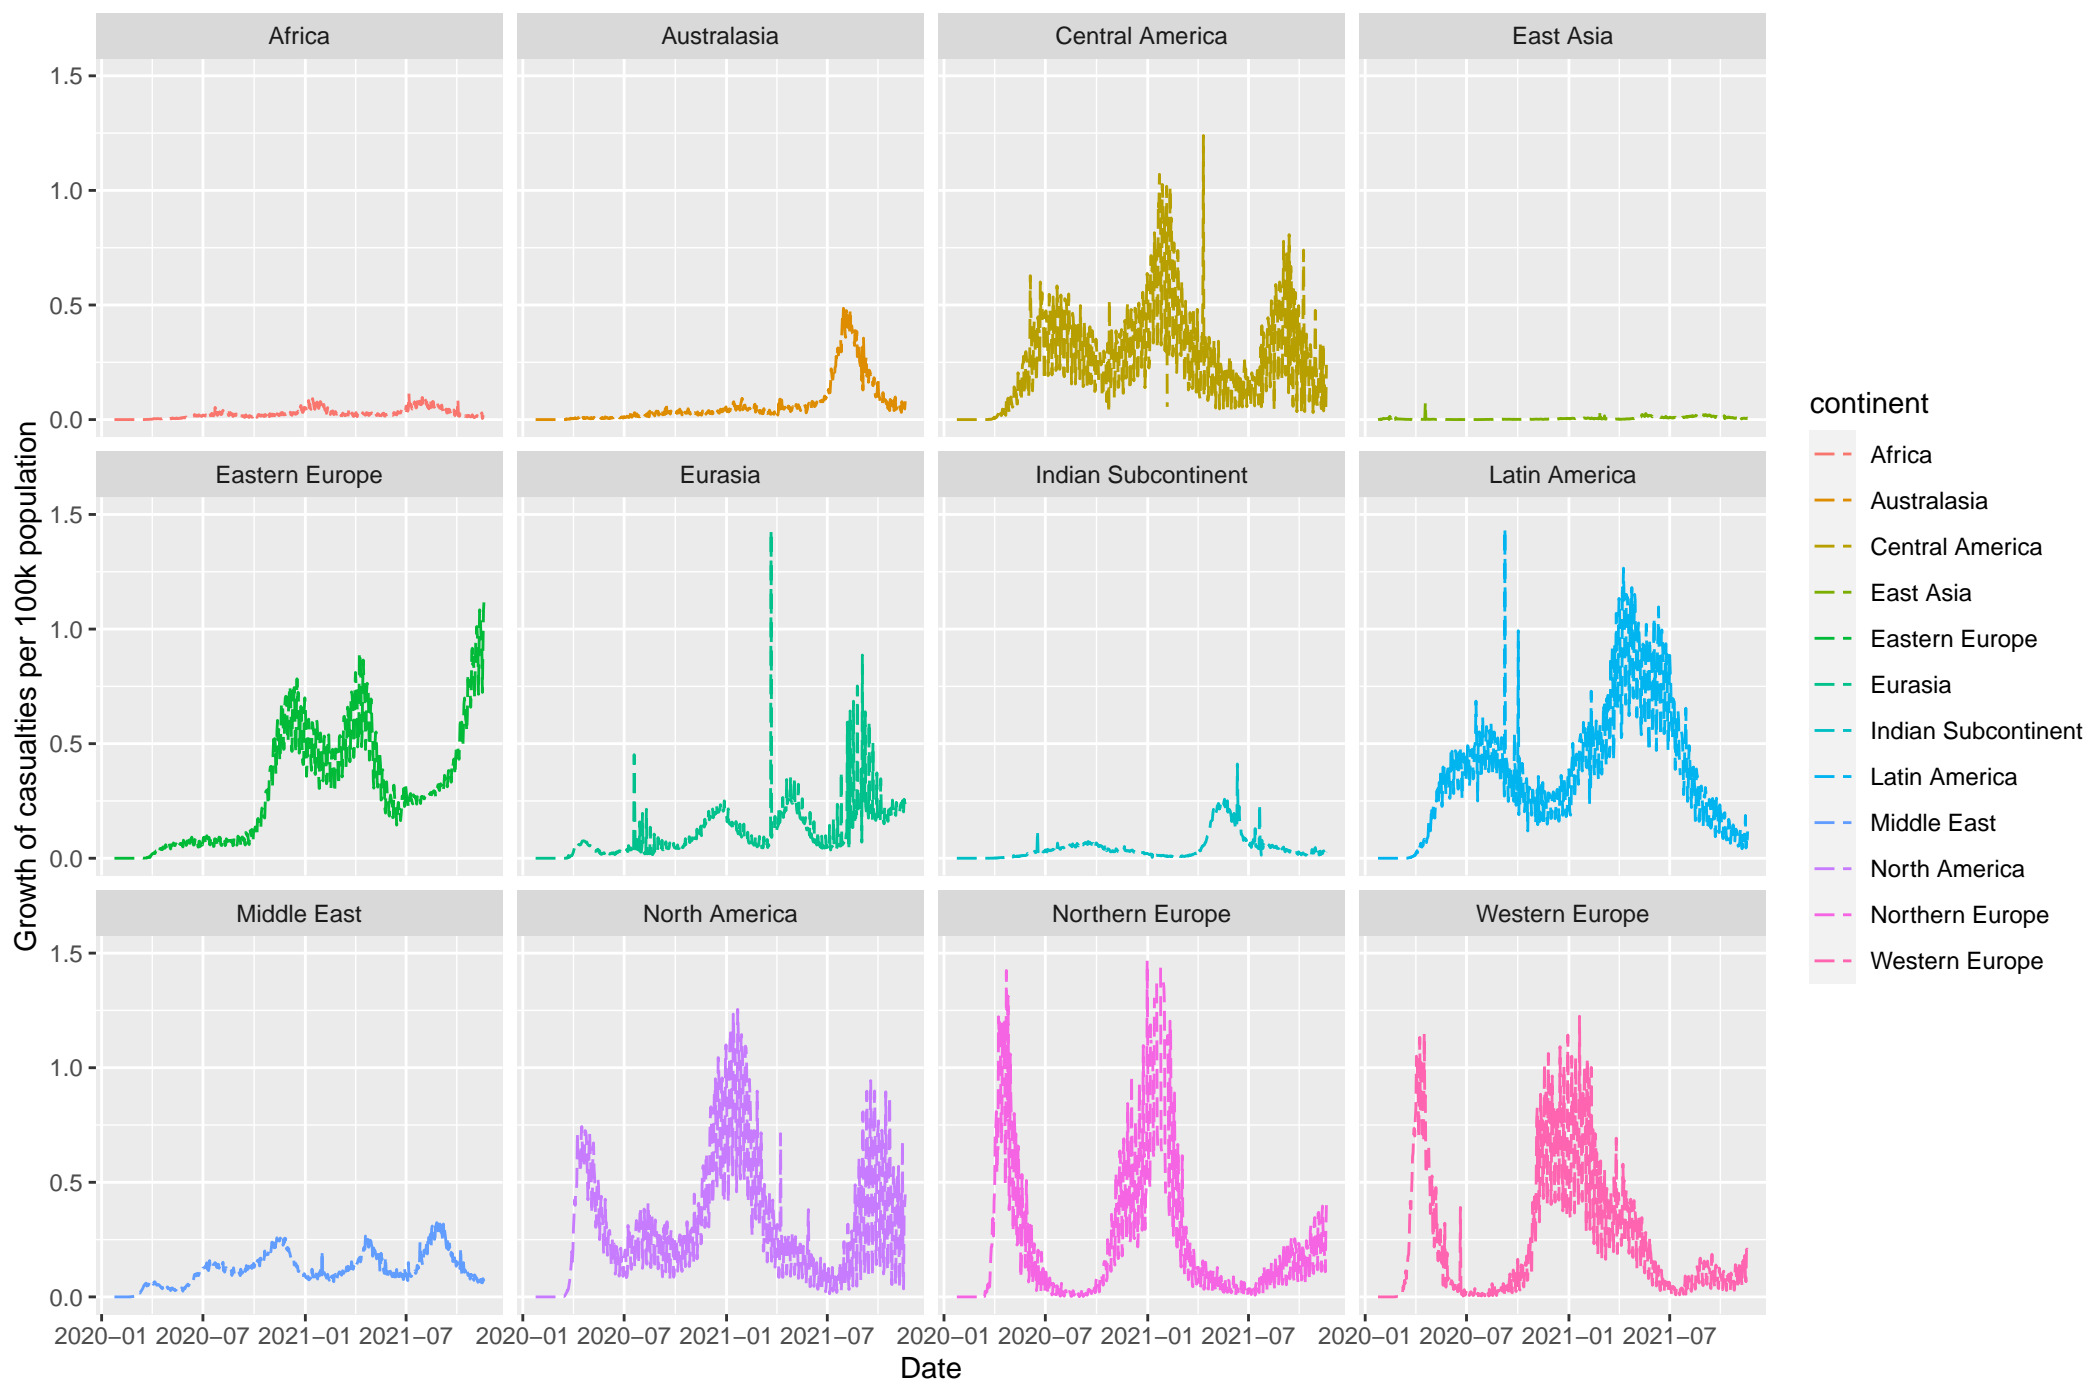 Africa
Australasia
Central America
East Asia
1.5
1.0
0.5
0.0
Eastern Europe
Eurasia
Indian Subcontinent
Latin America
1.5
1.0
0.5
0.0
Middle East
North America
Northern Europe
Western Europe
1.5
1.0
0.5
0.0
2020−01 2020−07 2021−01 2021−07 2020−01 2020−07 2021−01 2021−07 2020−01 2020−07 2021−01 2021−07 2020−01 2020−07 2021−01 2021−07
Date
Growth of casualties per 100k population
continent
Africa
Australasia
Central America
East Asia
Eastern Europe
Eurasia
Indian Subcontinent
Latin America
Middle East
North America
Northern Europe
Western Europe